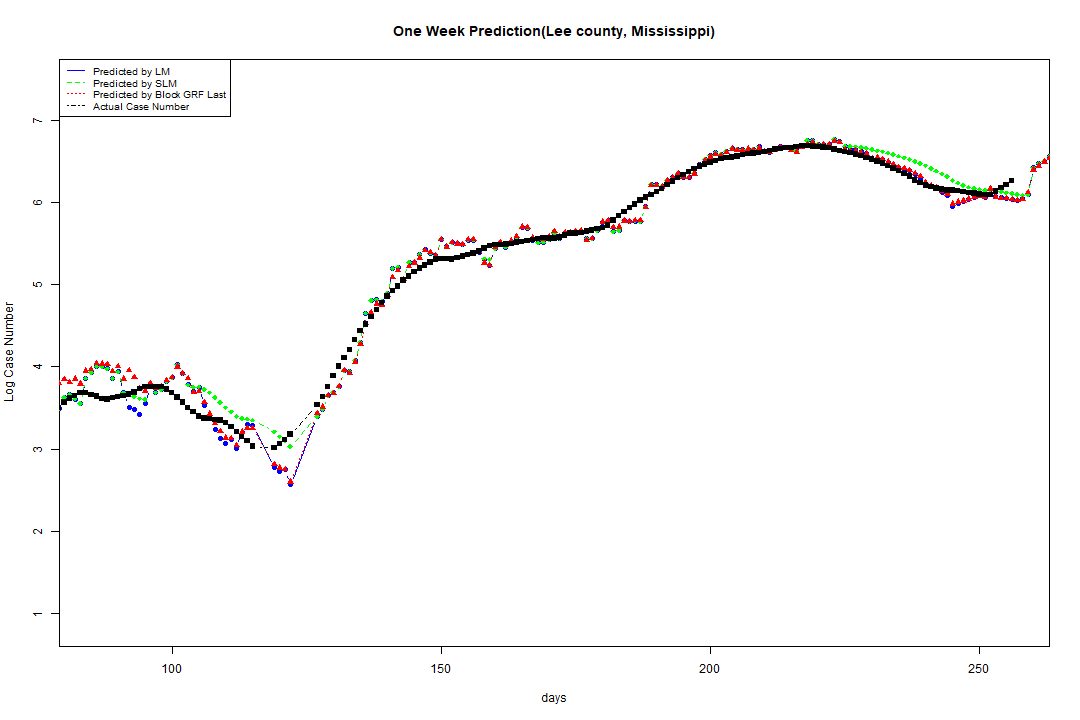 One Week Prediction(Lee county, Mississippi)
Predicted by LM
Predicted by SLM
Predicted by Block GRF Last
Actual Case Number
7
6
5
4
3
2
1
Log Case Number
100 150 200 250
days